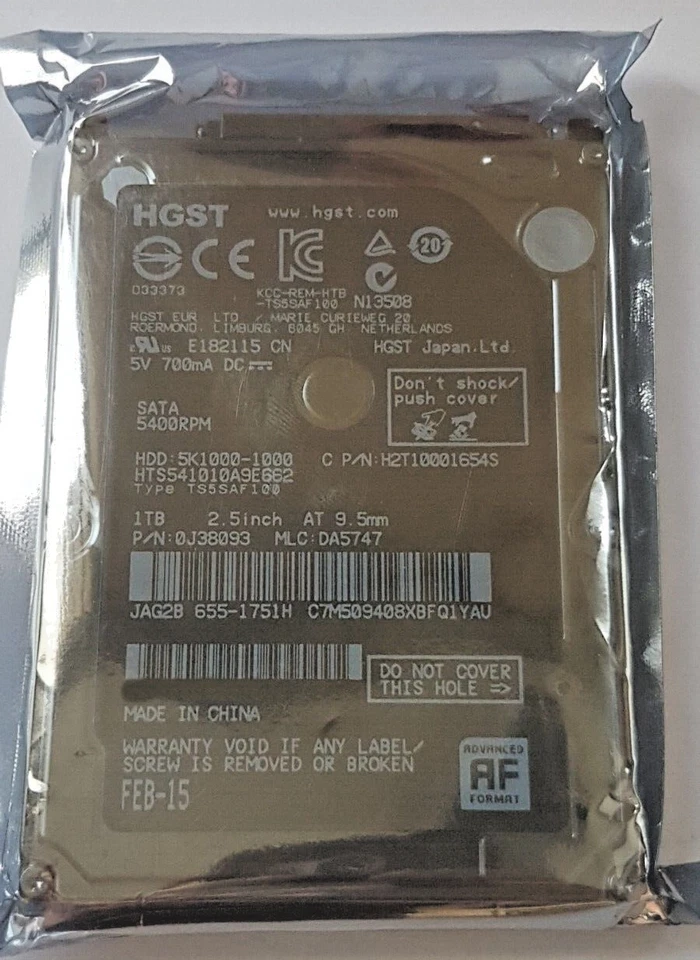 HGST www.hgst.com
20
D33373
KCC-REM-HTB
-TS5SAF100 N13508
HGST EUR LTD / MARIE CURIEWEG 20
ROERMOND, LIMBURG, 6045 GH, NETHERLANDS
E182115 CN HGST Japan.Ltd.
5V 700mA DC
Don't shock/
push cover
SATA
5400RPM
HDD:5K1000-1000 C P/N:H2T10001654S
HTS541010A9E662
Type TS5SAF100
1TB 2.5inch AT 9.5mm
P/N:0J38093 MLC:DA5747
JAG2B 655-1751H C7M509408XBFQ1YAU
DO NOT COVER
THIS HOLE =>
MADE IN CHINA
WARRANTY VOID IF ANY LABEL/
SCREW IS REMOVED OR BROKEN
FEB-15
ADVANCED
AF
FORMAT